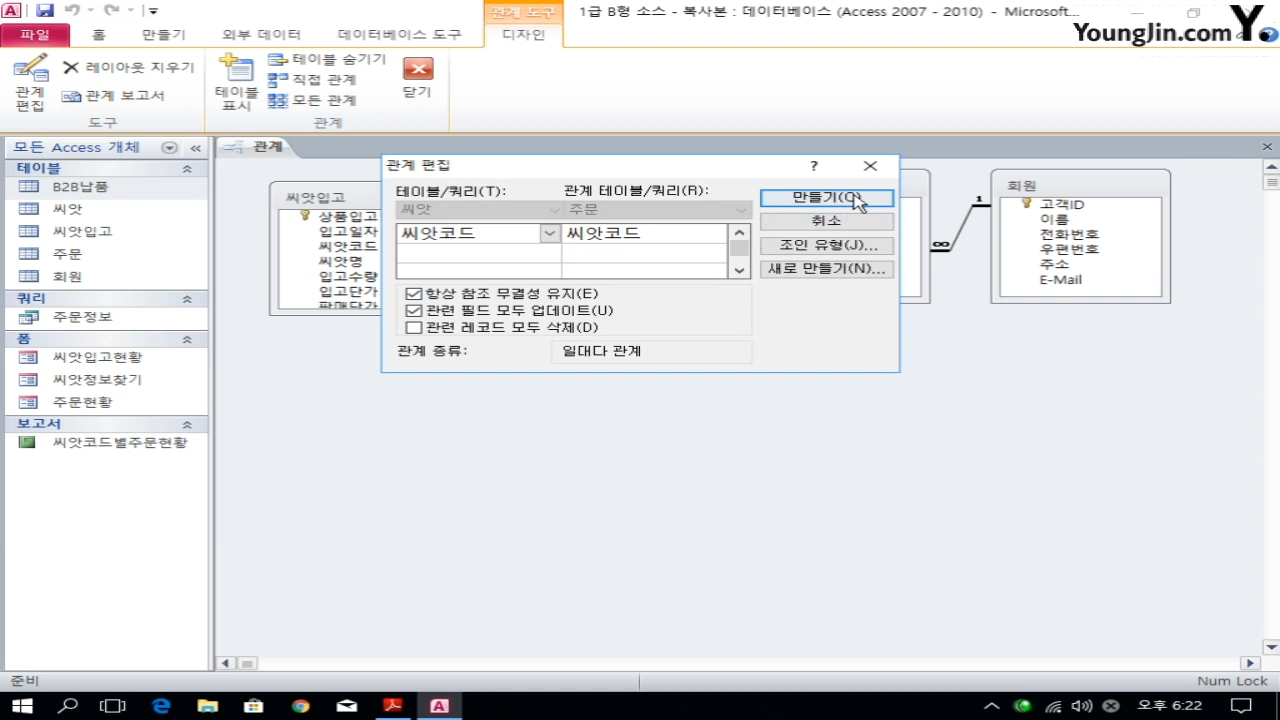 관계 도구
1급 B형 소스 - 복사본 : 데이터베이스 (Access 2007 - 2010) - Microsoft...
YoungJin.com Y.
파일 홈 만들기 외부 데이터 데이터베이스 도구 디자인
관계 편집
레이아웃 지우기
관계 보고서
도구
테이블 표시
테이블 숨기기
직접 관계
모든 관계
닫기
관계
모든 Access 개체
테이블
B2B납품
씨앗
씨앗입고
주문
회원
쿼리
주문정보
폼
씨앗입고현황
씨앗정보찾기
주문현황
보고서
씨앗코드별주문현황
관계
씨앗입고
상품입고
입고일자
씨앗코드
씨앗명
입고수량
입고단가
판매단가
관계 편집
테이블/쿼리(T): 관계 테이블/쿼리(R):
씨앗 주문
씨앗코드 씨앗코드
만들기(C)
취소
조인 유형(J)...
새로 만들기(N)...
항상 참조 무결성 유지(E)
관련 필드 모두 업데이트(U)
관련 레코드 모두 삭제(D)
관계 종류: 일대다 관계
1
∞
회원
고객ID
이름
전화번호
우편번호
주소
E-Mail
준비
Num Lock
오후 6:22